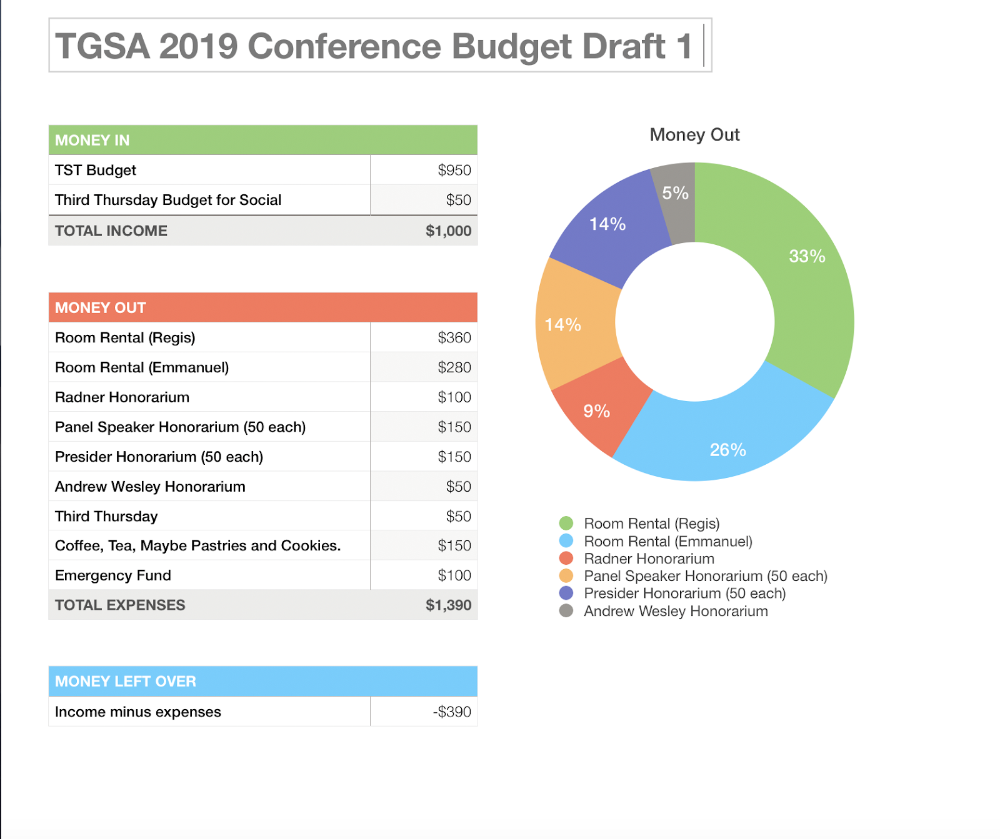 TGSA 2019 Conference Budget Draft 1
MONEY IN
TST Budget $950
Third Thursday Budget for Social $50
TOTAL INCOME $1,000
MONEY OUT
Room Rental (Regis) $360
Room Rental (Emmanuel) $280
Radner Honorarium $100
Panel Speaker Honorarium (50 each) $150
Presider Honorarium (50 each) $150
Andrew Wesley Honorarium $50
Third Thursday $50
Coffee, Tea, Maybe Pastries and Cookies. $150
Emergency Fund $100
TOTAL EXPENSES $1,390
MONEY LEFT OVER
Income minus expenses -$390
Money Out
5%
14%
33%
14%
9%
26%
Room Rental (Regis)
Room Rental (Emmanuel)
Radner Honorarium
Panel Speaker Honorarium (50 each)
Presider Honorarium (50 each)
Andrew Wesley Honorarium